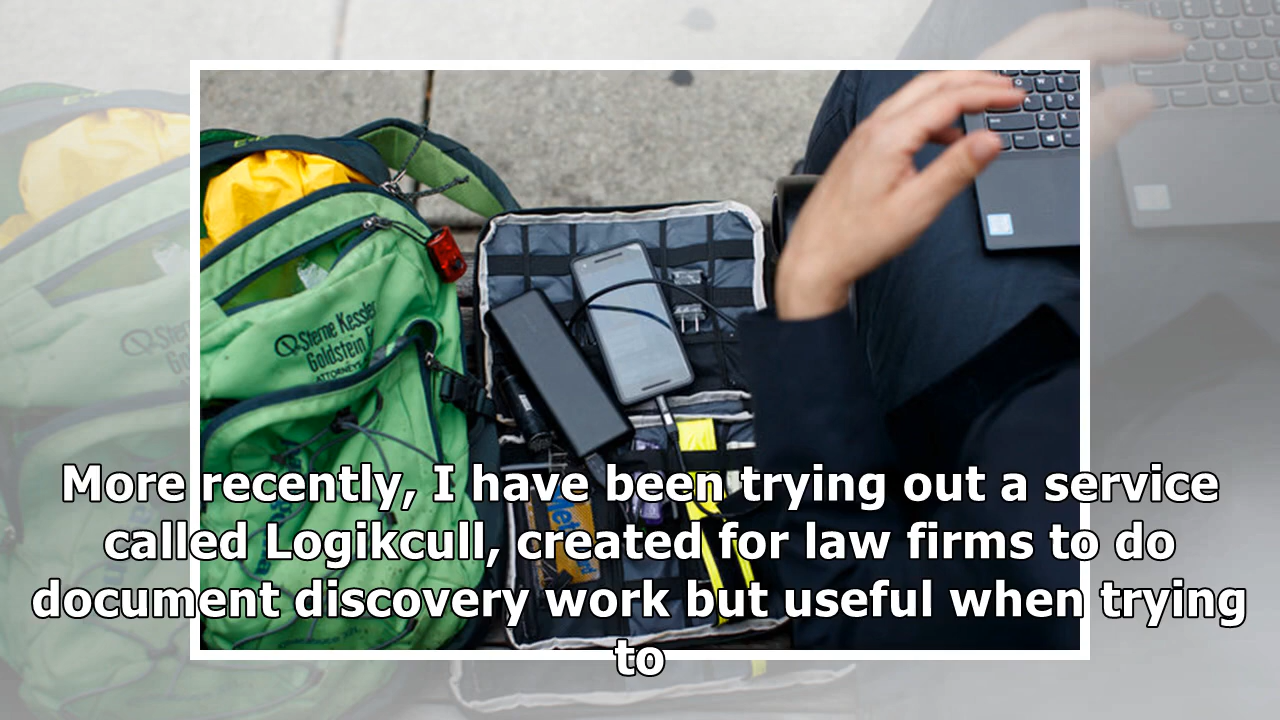 Sterne Kessler
Goldstein
ATTORNEYS
More recently, I have been trying out a service
called Logikcull, created for law firms to do
document discovery work but useful when trying
to